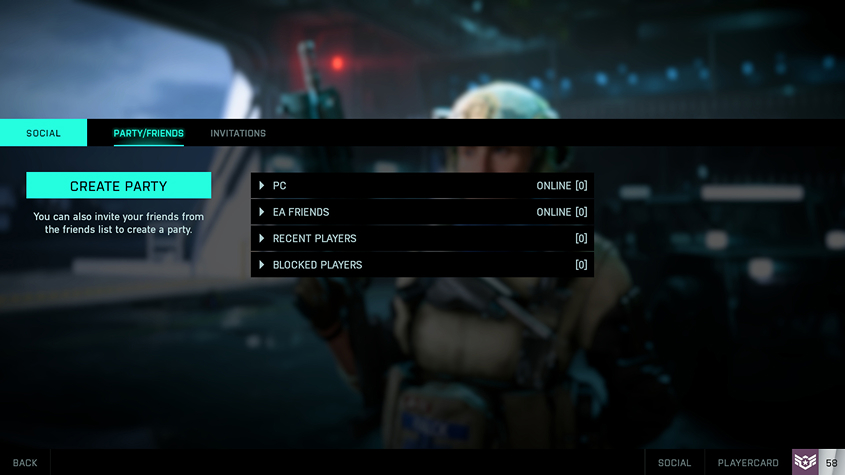 SOCIAL
PARTY/FRIENDS
INVITATIONS
CREATE PARTY
You can also invite your friends from
the friends list to create a party.
PC ONLINE [0]
EA FRIENDS ONLINE [0]
RECENT PLAYERS [0]
BLOCKED PLAYERS [0]
BACK
SOCIAL
PLAYERCARD
58